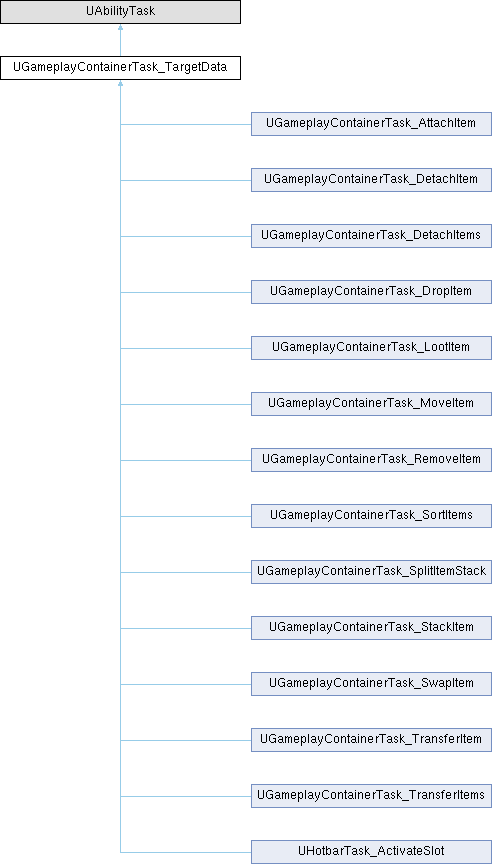 UAbilityTask
UGameplayContainerTask_TargetData
UGameplayContainerTask_AttachItem
UGameplayContainerTask_DetachItem
UGameplayContainerTask_DetachItems
UGameplayContainerTask_DropItem
UGameplayContainerTask_LootItem
UGameplayContainerTask_MoveItem
UGameplayContainerTask_RemoveItem
UGameplayContainerTask_SortItems
UGameplayContainerTask_SplitItemStack
UGameplayContainerTask_StackItem
UGameplayContainerTask_SwapItem
UGameplayContainerTask_TransferItem
UGameplayContainerTask_TransferItems
UHotbarTask_ActivateSlot